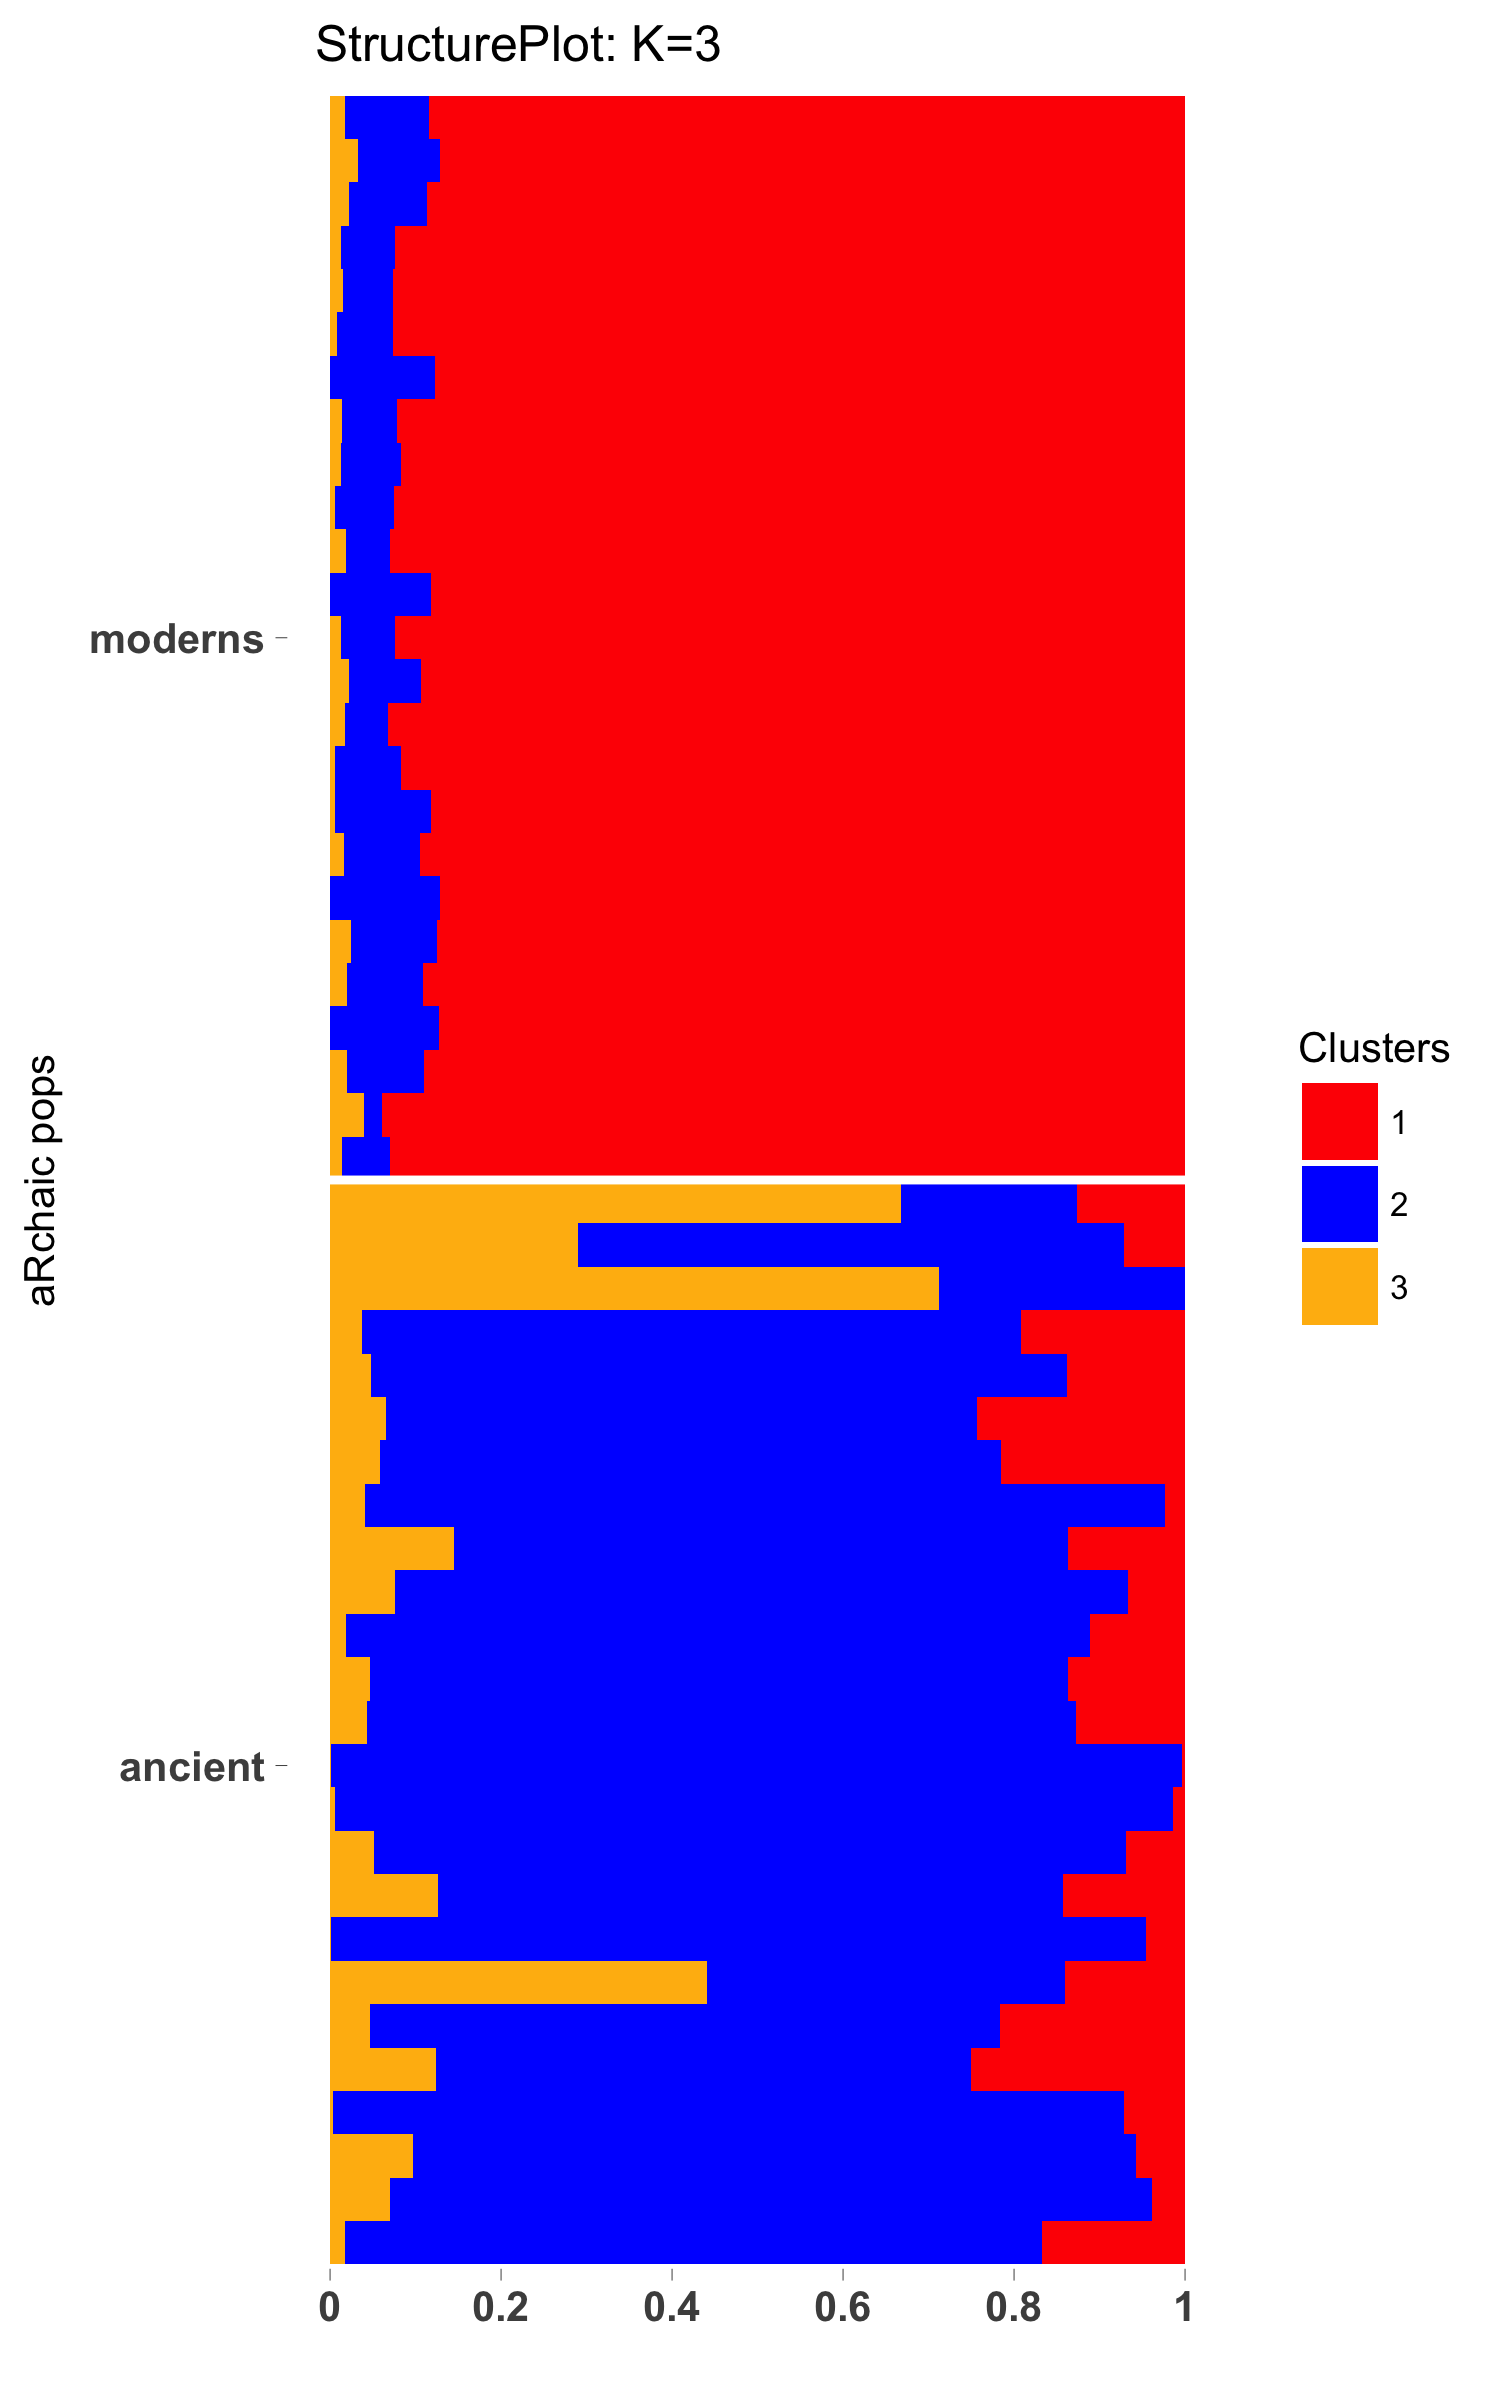 StructurePlot: K=3
moderns
aRchaic pops
ancient
Clusters
1
2
3
0 0.2 0.4 0.6 0.8 1